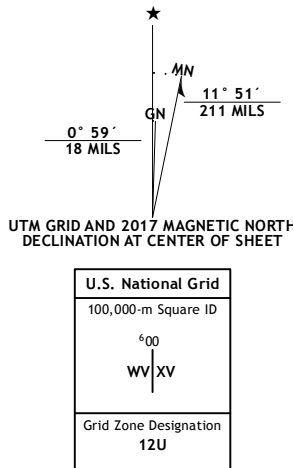 MN
GN
11° 51´
211 MILS
0° 59´
18 MILS
UTM GRID AND 2017 MAGNETIC NORTH
DECLINATION AT CENTER OF SHEET
U.S. National Grid
100,000-m Square ID
⁶00
WV XV
Grid Zone Designation
12U